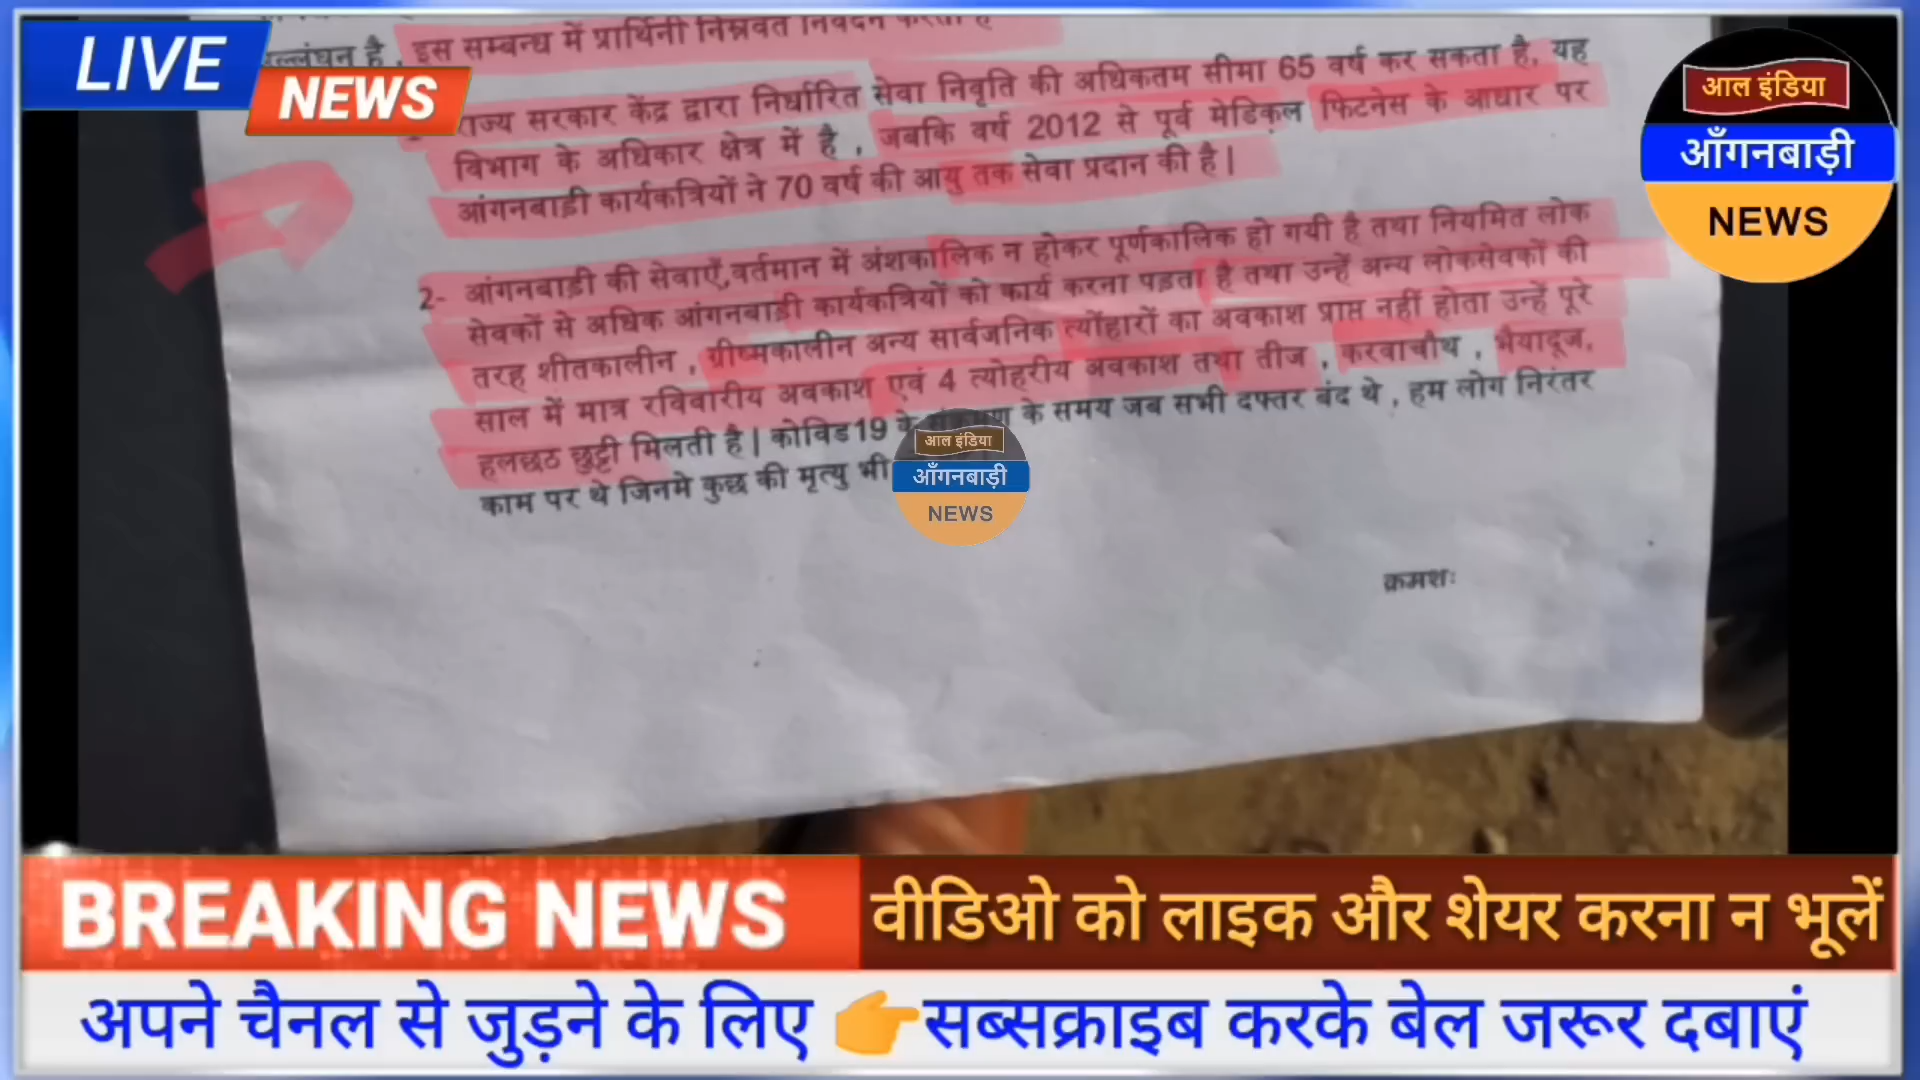 LIVE
NEWS
आल इंडिया
आँगनबाड़ी
NEWS
है , इस सम्बन्ध में प्रार्थिनी निम्नवत निवेदन करती है
राज्य सरकार केंद्र द्वारा निर्धारित सेवा निवृति की अधिकतम सीमा 65 वर्ष कर सकता है, यह
विभाग के अधिकार क्षेत्र में है , जबकि वर्ष 2012 से पूर्व मेडिकल फिटनेस के आधार पर
आंगनबाड़ी कार्यकत्रियों ने 70 वर्ष की आयु तक सेवा प्रदान की है |
2- आंगनबाड़ी की सेवाएँ,वर्तमान में अंशकालिक न होकर पूर्णकालिक हो गयी है तथा नियमित लोक
सेवकों से अधिक आंगनबाड़ी कार्यकत्रियों को कार्य करना पड़ता है तथा उन्हें अन्य लोकसेवकों की
तरह शीतकालीन , ग्रीष्मकालीन अन्य सार्वजनिक त्योंहारों का अवकाश प्राप्त नहीं होता उन्हें पूरे
साल में मात्र रविवारीय अवकाश एवं 4 त्योहरीय अवकाश तथा तीज , करवाचौथ , भैयादूज,
हलछठ छुट्टी मिलती है | कोविड19 के समय जब सभी दफ्तर बंद थे , हम लोग निरंतर
काम पर थे जिनमे कुछ की मृत्यु भी
आल इंडिया
आँगनबाड़ी
NEWS
क्रमशः
BREAKING NEWS
वीडिओ को लाइक और शेयर करना न भूलें
अपने चैनल से जुड़ने के लिए 👉सब्सक्राइब करके बेल जरूर दबाएं